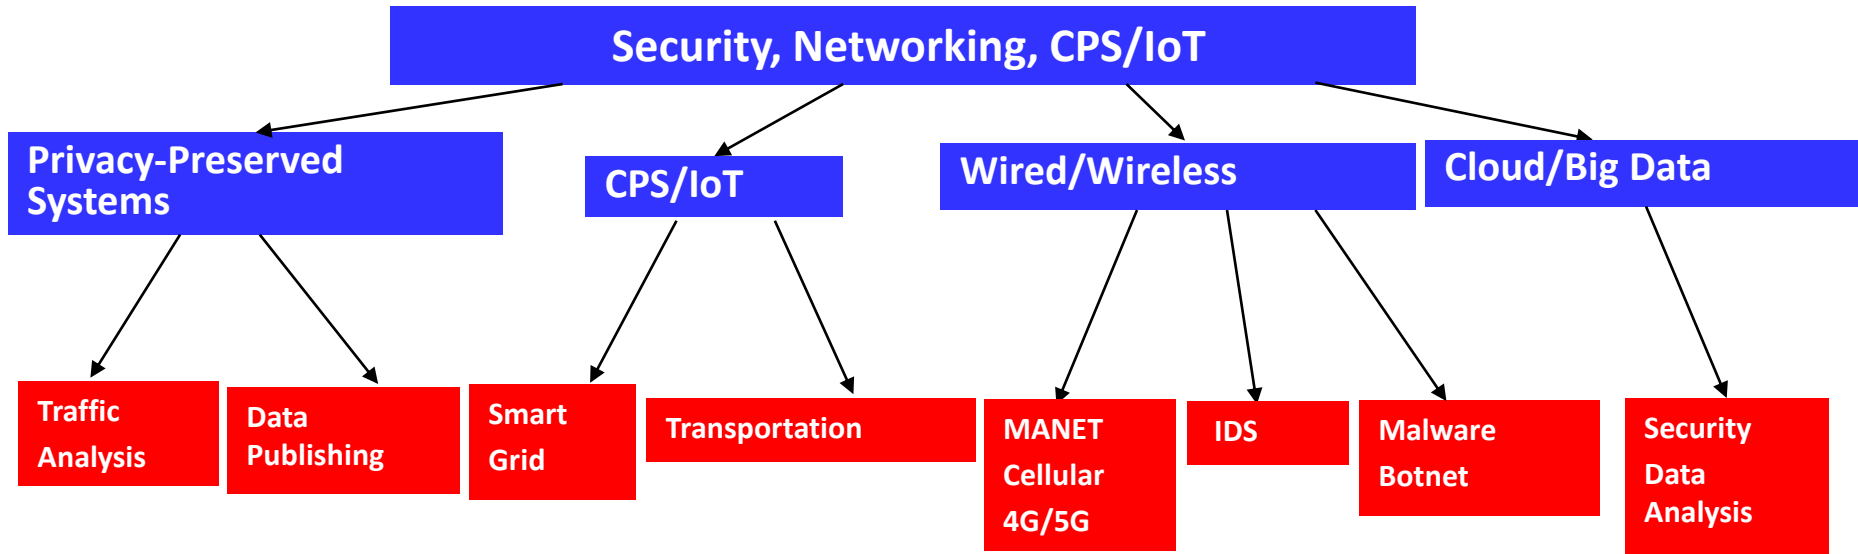 Security, Networking, CPS/IoT
Privacy-Preserved
Systems
CPS/IoT
Wired/Wireless
Cloud/Big Data
Traffic
Analysis
Data
Publishing
Smart
Grid
Transportation
MANET
Cellular
4G/5G
IDS
Malware
Botnet
Security
Data
Analysis